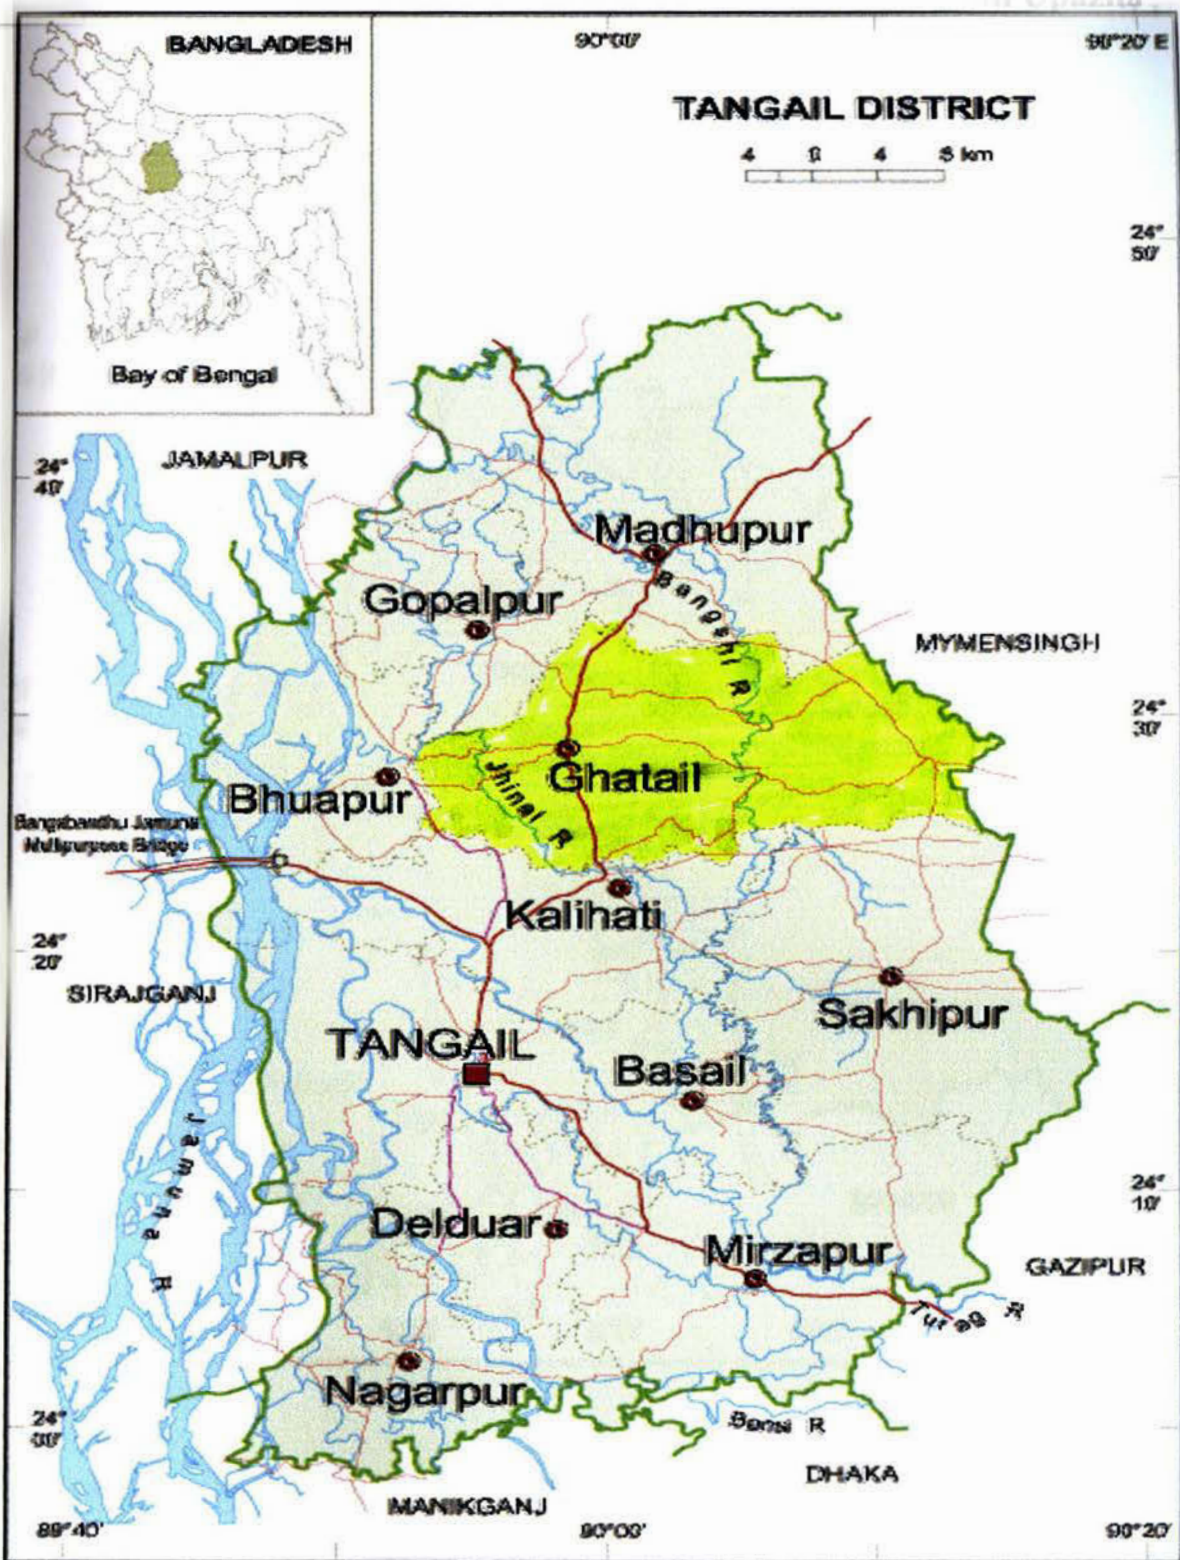 Upazila
BANGLADESH
Bay of Bengal
90°00'
90°20' E
TANGAIL DISTRICT
4 0 4 8 km
24°
50'
JAMALPUR
24°
40'
Madhupur
Gopalpur
Bangshi R
MYMENSINGH
24°
30'
Ghatail
Jhinai R
Bhuapur
Bangabandhu Jamuna
Multipurpose Bridge
Kalihati
24°
20'
SIRAJGANJ
Sakhipur
TANGAIL
Basail
Jamuna R
24°
10'
Delduar
Mirzapur
GAZIPUR
Turag R
Nagarpur
24°
00'
Bansi R
DHAKA
MANIKGANJ
89°40'
90°00'
90°20'